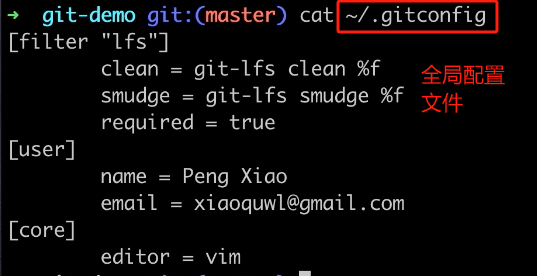 → git-demo git:(master) cat ~/.gitconfig
[filter "lfs"]
clean = git-lfs clean %f
smudge = git-lfs smudge %f
required = true
全局配置
文件
[user]
name = Peng Xiao
email = xiaoquwl@gmail.com
[core]
editor = vim